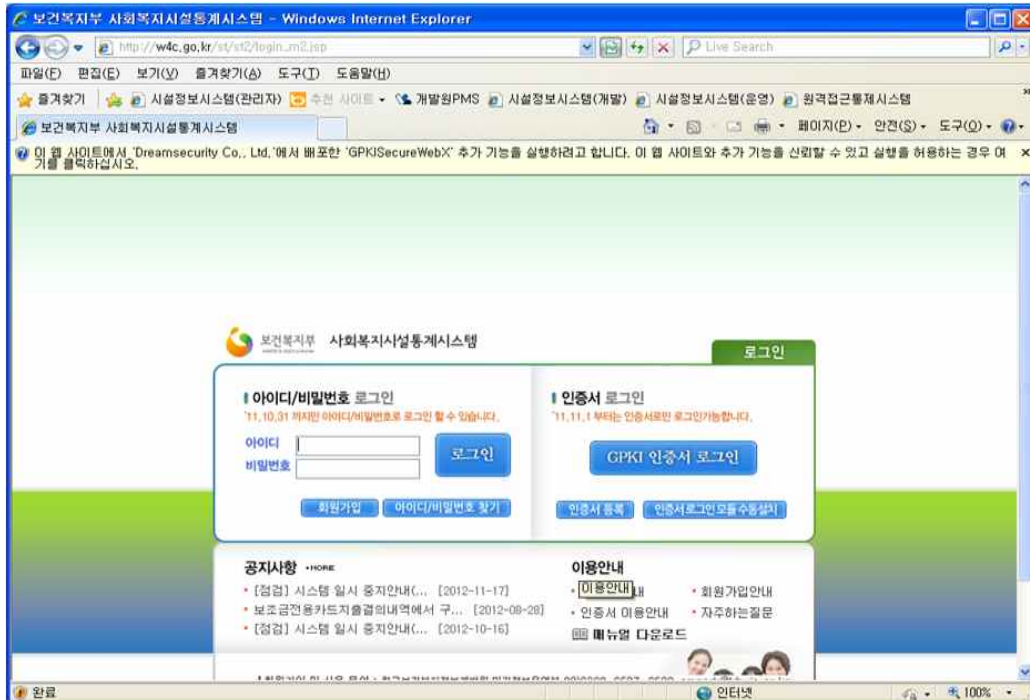 보건복지부 사회복지시설통계시스템 - Windows Internet Explorer
http://w4c.go.kr/st/st2/login_m2.jsp
Live Search
파일(F) 편집(E) 보기(V) 즐겨찾기(A) 도구(T) 도움말(H)
즐겨찾기 시설정보시스템(관리자) 추천 사이트 개발원PMS 시설정보시스템(개발) 시설정보시스템(운영) 원격접근통제시스템
보건복지부 사회복지시설통계시스템 페이지(P) 안전(S) 도구(O)
이 웹 사이트에서 'Dreamsecurity Co., Ltd.'에서 배포한 'GPKISecureWebX' 추가 기능을 실행하려고 합니다. 이 웹 사이트와 추가 기능을 신뢰할 수 있고 실행을 허용하는 경우 여
기를 클릭하십시오.
보건복지부 사회복지시설통계시스템
로그인
아이디/비밀번호 로그인
'11.10.31 까지만 아이디/비밀번호로 로그인 할 수 있습니다.
아이디
비밀번호
로그인
회원가입 아이디/비밀번호 찾기
인증서 로그인
'11.11.1 부터는 인증서로만 로그인가능합니다.
GPKI 인증서 로그인
인증서 등록 인증서로그인모듈수동설치
공지사항 +MORE
[점검] 시스템 일시 중지안내(... [2012-11-17]
보조금전용카드지출결의내역에서 구... [2012-08-28]
[점검] 시스템 일시 중지안내(... [2012-10-16]
이용안내
이용안내 회원가입안내
인증서 이용안내 자주하는질문
메뉴얼 다운로드
완료 인터넷 100%